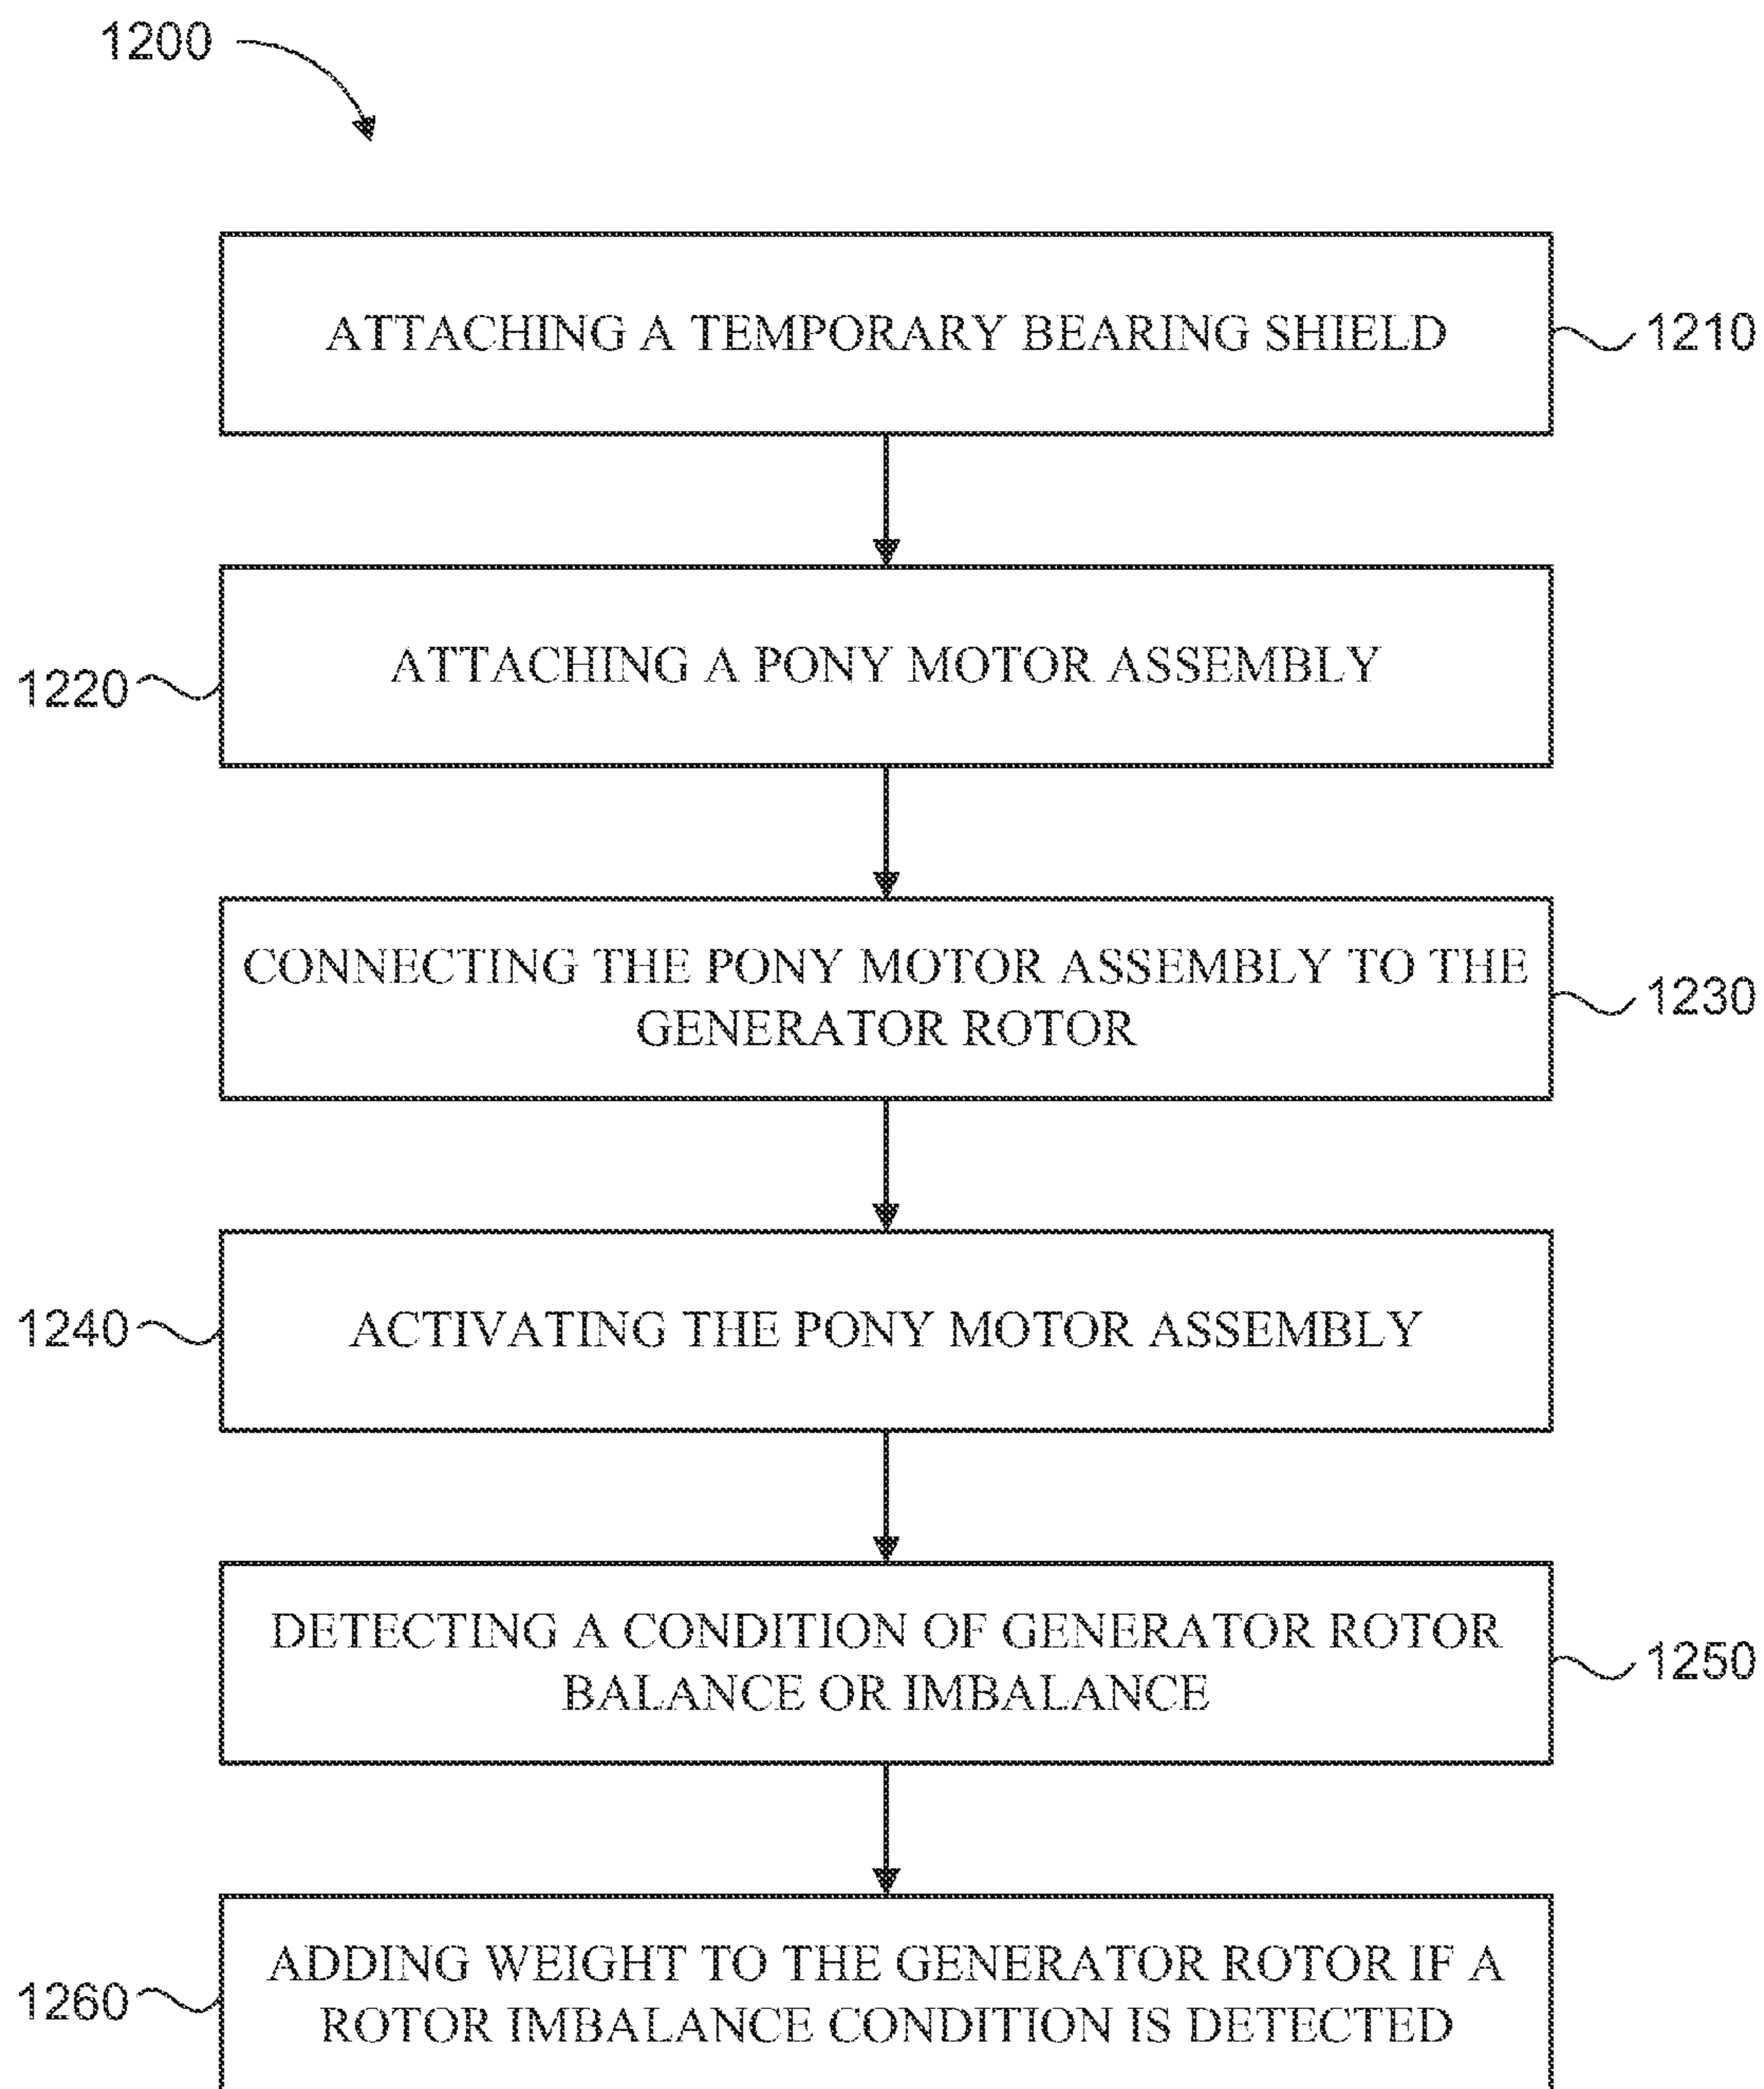 1200
ATTACHING A TEMPORARY BEARING SHIELD
1210
ATTACHING A PONY MOTOR ASSEMBLY
1220
CONNECTING THE PONY MOTOR ASSEMBLY TO THE
GENERATOR ROTOR
1230
ACTIVATING THE PONY MOTOR ASSEMBLY
1240
DETECTING A CONDITION OF GENERATOR ROTOR
BALANCE OR IMBALANCE
1250
ADDING WEIGHT TO THE GENERATOR ROTOR IF A
ROTOR IMBALANCE CONDITION IS DETECTED
1260